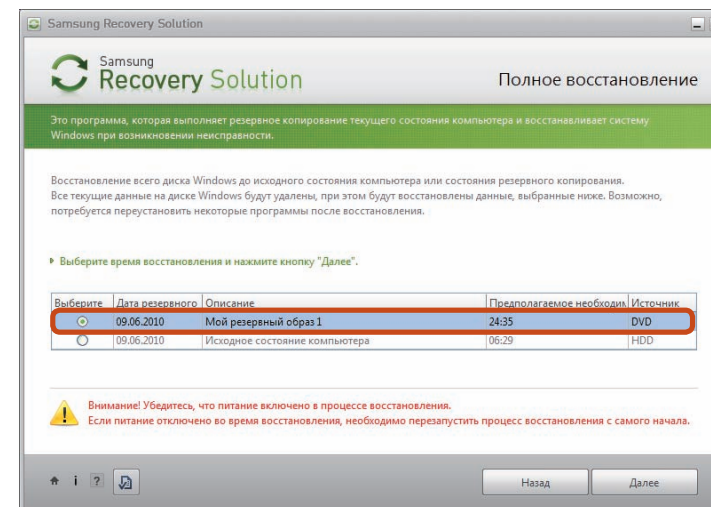 Samsung Recovery Solution
Samsung
Recovery Solution
Полное восстановление
Это программа, которая выполняет резервное копирование текущего состояния компьютера и восстанавливает систему
Windows при возникновении неисправности.
Восстановление всего диска Windows до исходного состояния компьютера или состояния резервного копирования.
Все текущие данные на диске Windows будут удалены, при этом будут восстановлены данные, выбранные ниже. Возможно,
потребуется переустановить некоторые программы после восстановления.
Выберите время восстановления и нажмите кнопку "Далее".
Выберите Дата резервного Описание Предполагаемое необходим Источник
09.06.2010 Мой резервный образ 1 24:35 DVD
09.06.2010 Исходное состояние компьютера 06:29 HDD
Внимание! Убедитесь, что питание включено в процессе восстановления.
Если питание отключено во время восстановления, необходимо перезапустить процесс восстановления с самого начала.
i ? Назад Далее